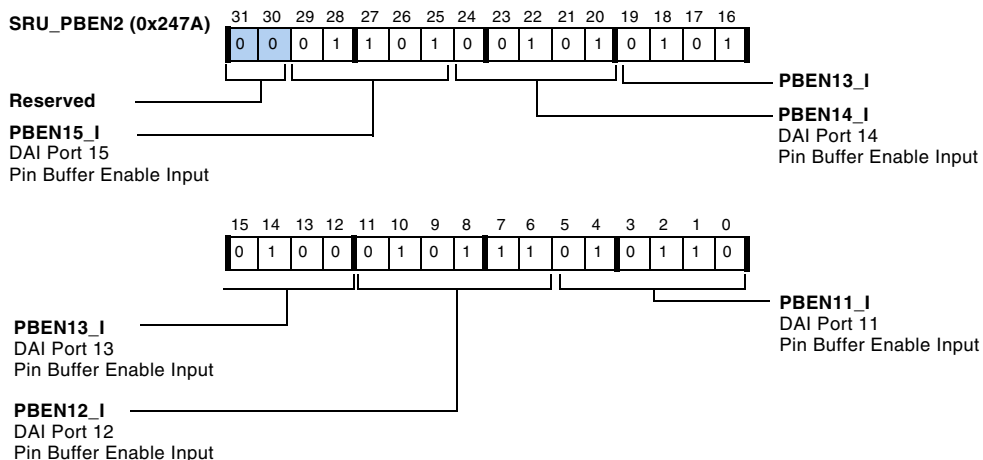 SRU_PBEN2 (0x247A)
31 30 29 28 27 26 25 24 23 22 21 20 19 18 17 16
0 0 0 1 1 0 1 0 0 1 0 1 0 1 0 1
Reserved
PBEN15_I
DAI Port 15
Pin Buffer Enable Input
PBEN13_I
PBEN14_I
DAI Port 14
Pin Buffer Enable Input
15 14 13 12 11 10 9 8 7 6 5 4 3 2 1 0
0 1 0 0 0 1 0 1 1 1 0 1 0 1 1 0
PBEN13_I
DAI Port 13
Pin Buffer Enable Input
PBEN12_I
DAI Port 12
Pin Buffer Enable Input
PBEN11_I
DAI Port 11
Pin Buffer Enable Input